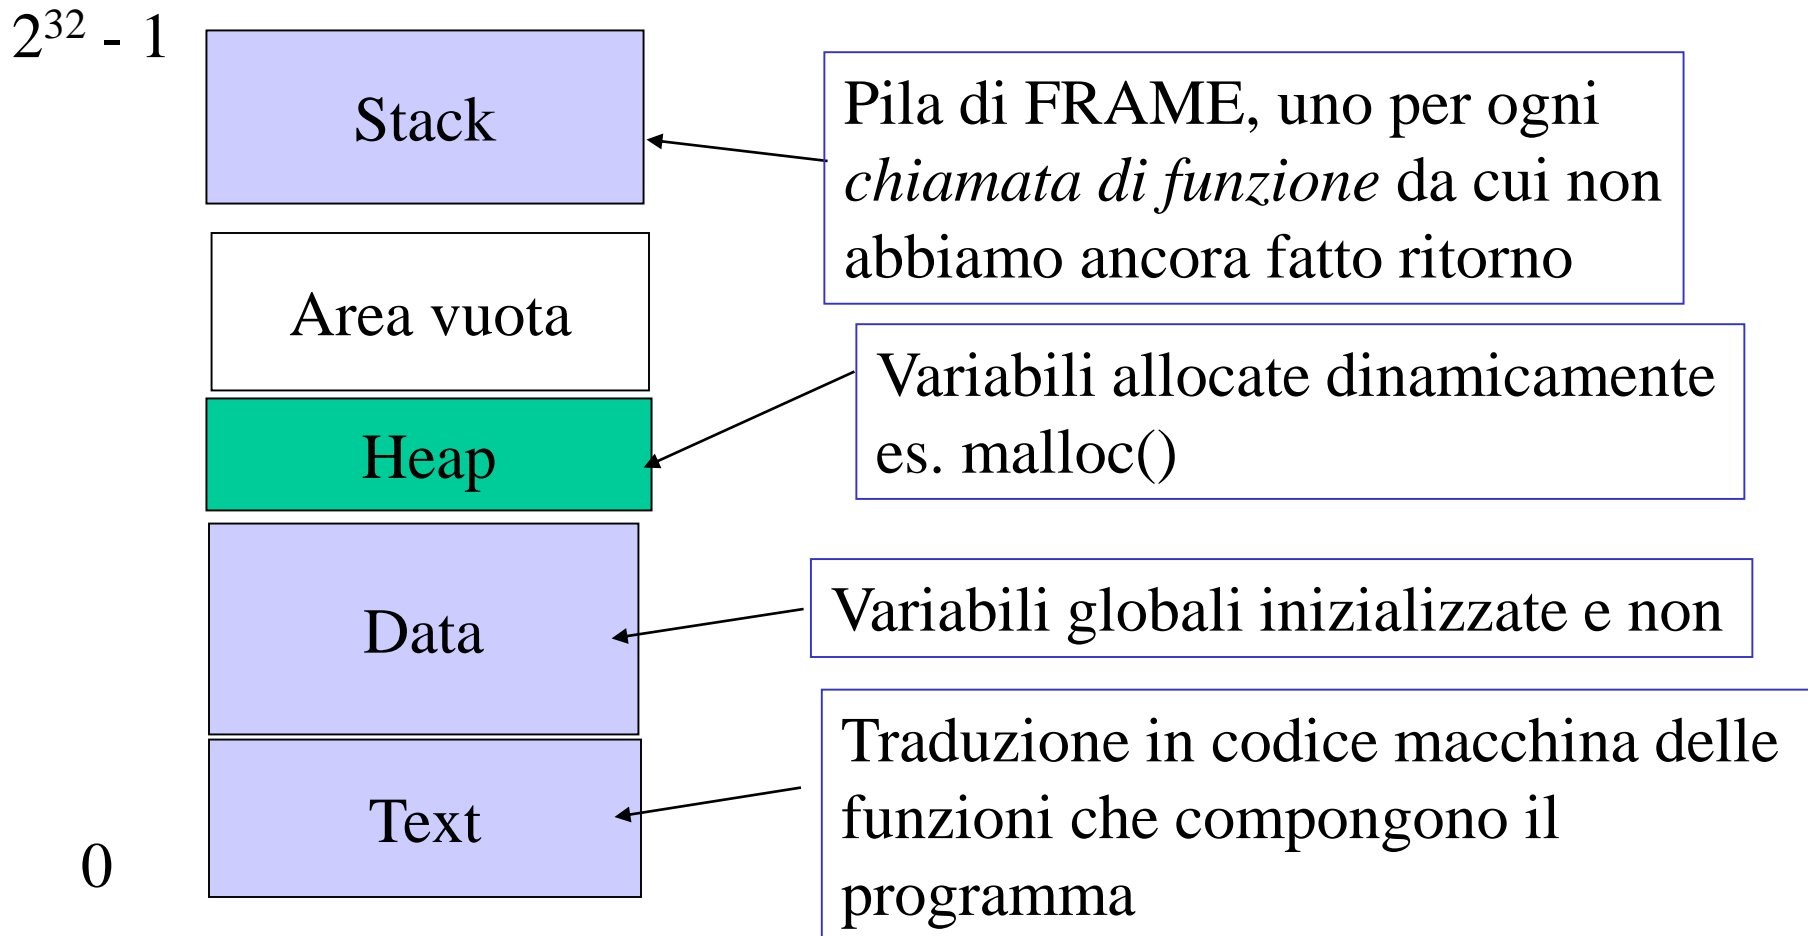 2³² - 1
Stack
Pila di FRAME, uno per ogni
chiamata di funzione da cui non
abbiamo ancora fatto ritorno
Area vuota
Variabili allocate dinamicamente
es. malloc()
Heap
Data
Variabili globali inizializzate e non
Text
Traduzione in codice macchina delle
funzioni che compongono il
programma
0